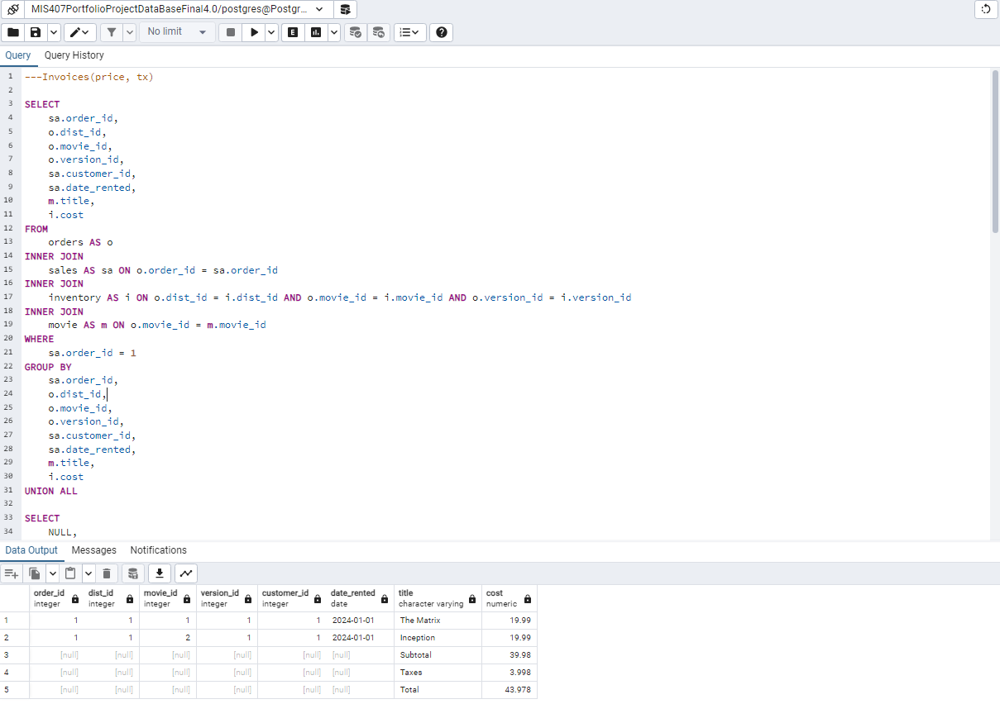 MIS407PortfolioProjectDataBaseFinal4.0/postgres@Postgr...
No limit
E
Query Query History
1 ---Invoices(price, tx)
2
3 SELECT
4 sa.order_id,
5 o.dist_id,
6 o.movie_id,
7 o.version_id,
8 sa.customer_id,
9 sa.date_rented,
10 m.title,
11 i.cost
12 FROM
13 orders AS o
14 INNER JOIN
15 sales AS sa ON o.order_id = sa.order_id
16 INNER JOIN
17 inventory AS i ON o.dist_id = i.dist_id AND o.movie_id = i.movie_id AND o.version_id = i.version_id
18 INNER JOIN
19 movie AS m ON o.movie_id = m.movie_id
20 WHERE
21 sa.order_id = 1
22 GROUP BY
23 sa.order_id,
24 o.dist_id,
25 o.movie_id,
26 o.version_id,
27 sa.customer_id,
28 sa.date_rented,
29 m.title,
30 i.cost
31 UNION ALL
32
33 SELECT
34 NULL,
Data Output Messages Notifications
order_id dist_id movie_id version_id customer_id date_rented title cost
integer integer integer integer integer date character varying numeric
1 1 1 1 1 1 2024-01-01 The Matrix 19.99
2 1 1 2 1 1 2024-01-01 Inception 19.99
3 [null] [null] [null] [null] [null] [null] Subtotal 39.98
4 [null] [null] [null] [null] [null] [null] Taxes 3.998
5 [null] [null] [null] [null] [null] [null] Total 43.978